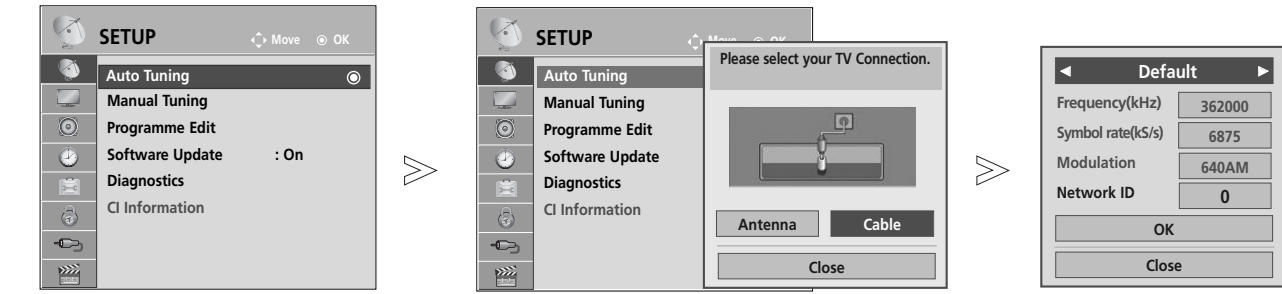 SETUP
Move OK
Auto Tuning
Manual Tuning
Programme Edit
Software Update : On
Diagnostics
CI Information
SETUP
Move OK
Auto Tuning
Manual Tuning
Programme Edit
Software Update
Diagnostics
CI Information
Please select your TV Connection.
Antenna Cable
Close
Default
Frequency(kHz) 362000
Symbol rate(kS/s) 6875
Modulation 640AM
Network ID 0
OK
Close